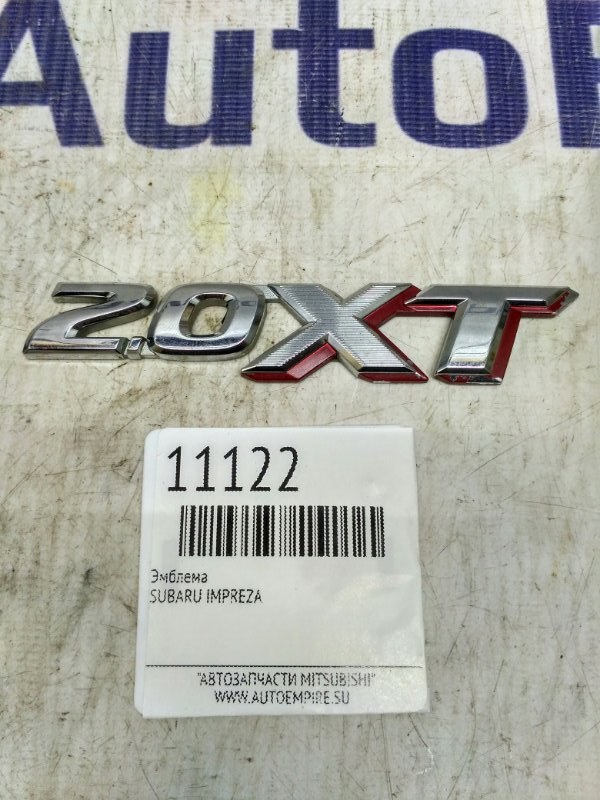 AutoE
2.0XT
11122
Эмблема
SUBARU IMPREZA
"АВТОЗАПЧАСТИ MITSUBISHI"
WWW.AUTOEMPIRE.SU